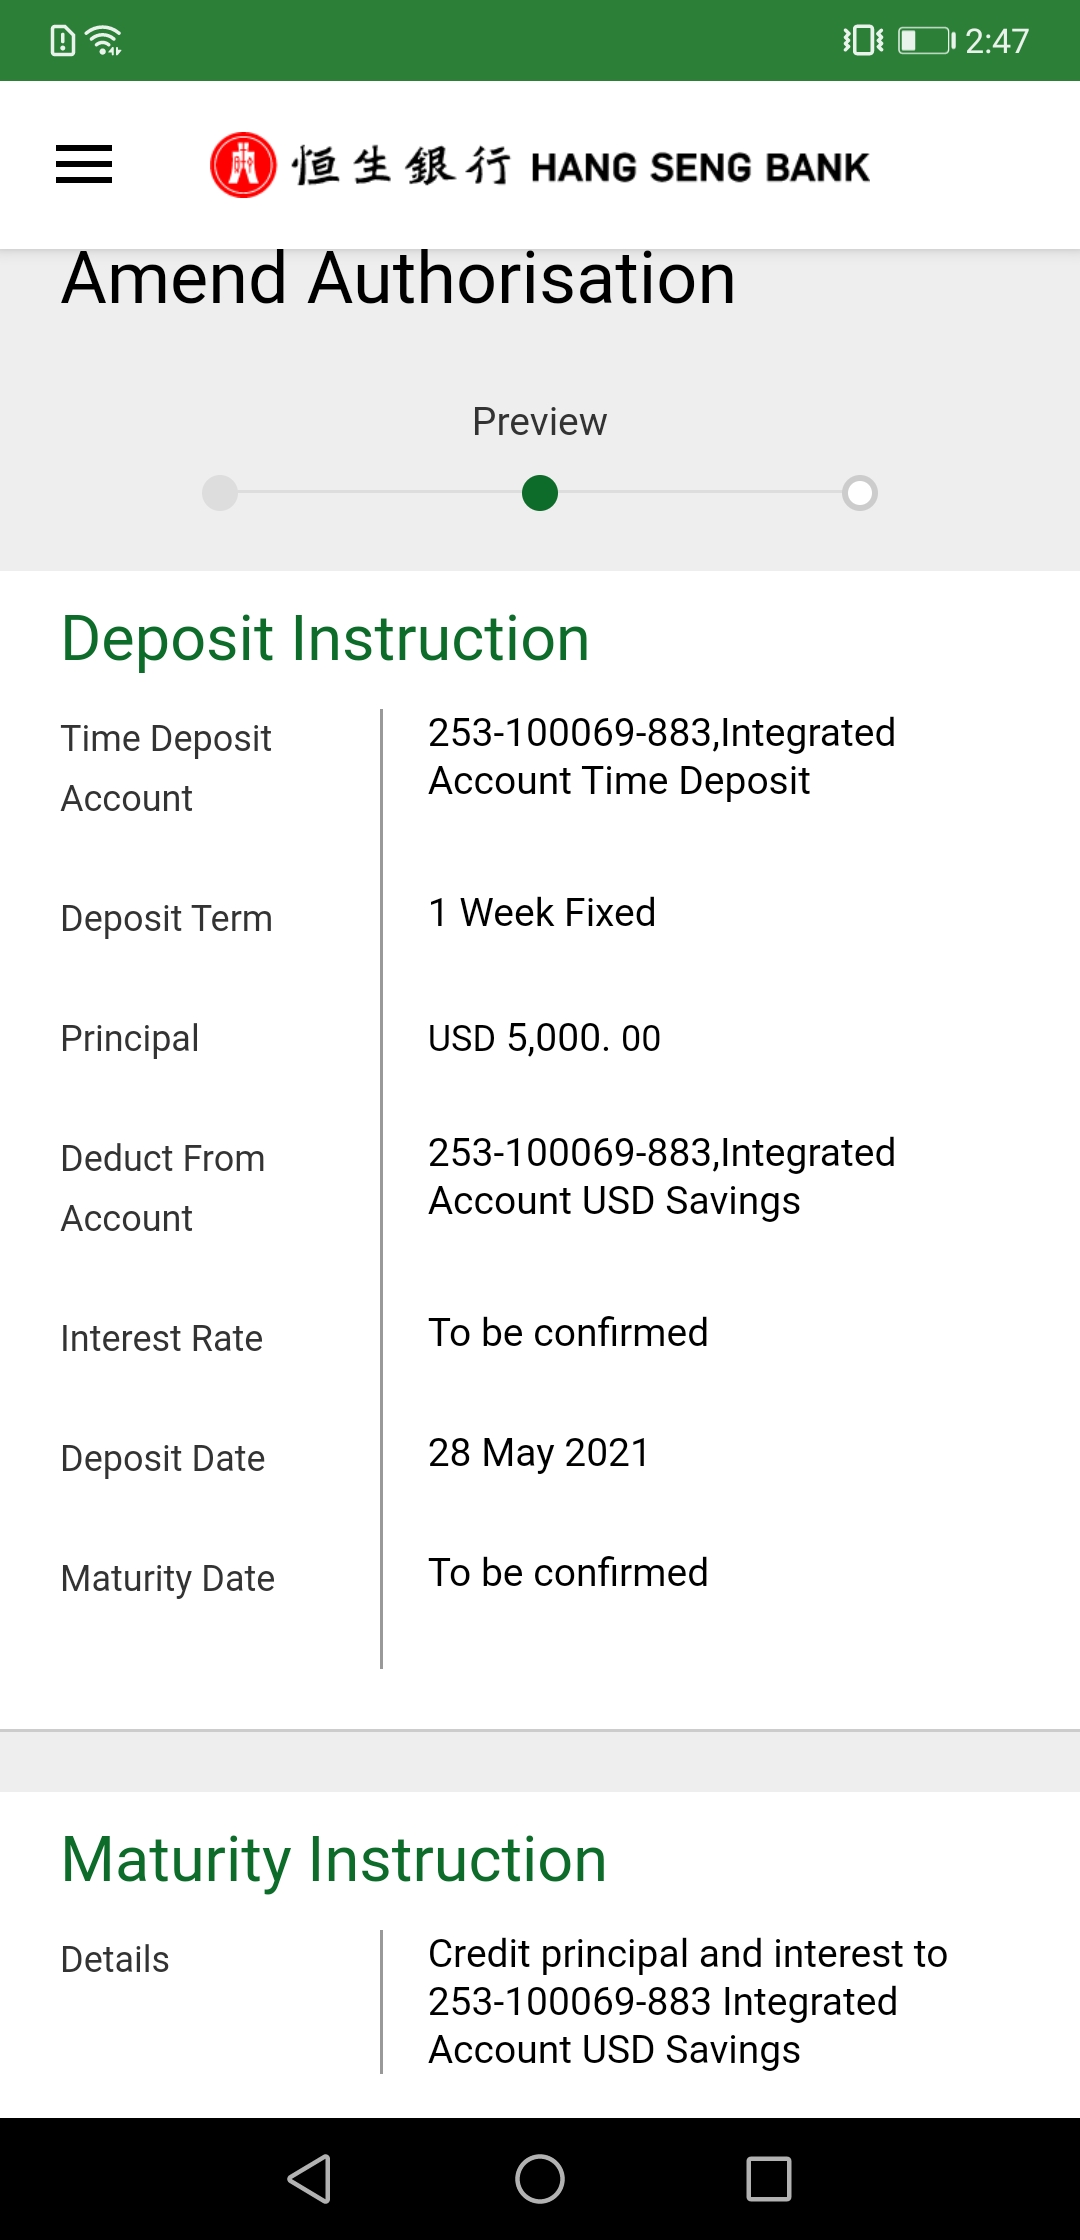 2:47
恒生銀行 HANG SENG BANK
Amend Authorisation
Preview
Deposit Instruction
Time Deposit
Account
253-100069-883,Integrated
Account Time Deposit
Deposit Term
1 Week Fixed
Principal
USD 5,000. 00
Deduct From
Account
253-100069-883,Integrated
Account USD Savings
Interest Rate
To be confirmed
Deposit Date
28 May 2021
Maturity Date
To be confirmed
Maturity Instruction
Details
Credit principal and interest to
253-100069-883 Integrated
Account USD Savings